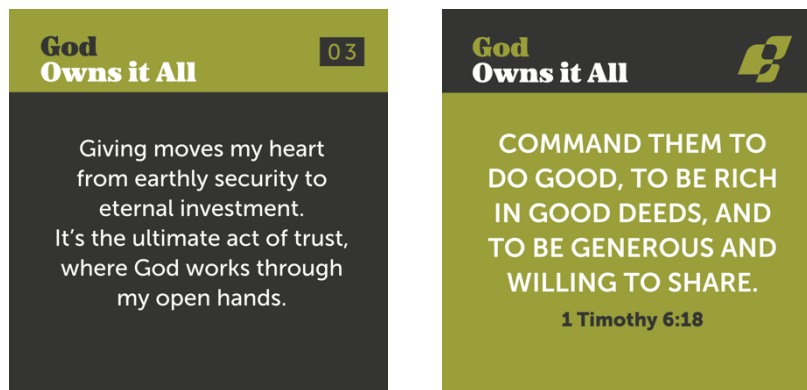 God
Owns it All
03
Giving moves my heart
from earthly security to
eternal investment.
It’s the ultimate act of trust,
where God works through
my open hands.
God
Owns it All
COMMAND THEM TO
DO GOOD, TO BE RICH
IN GOOD DEEDS, AND
TO BE GENEROUS AND
WILLING TO SHARE.
1 Timothy 6:18